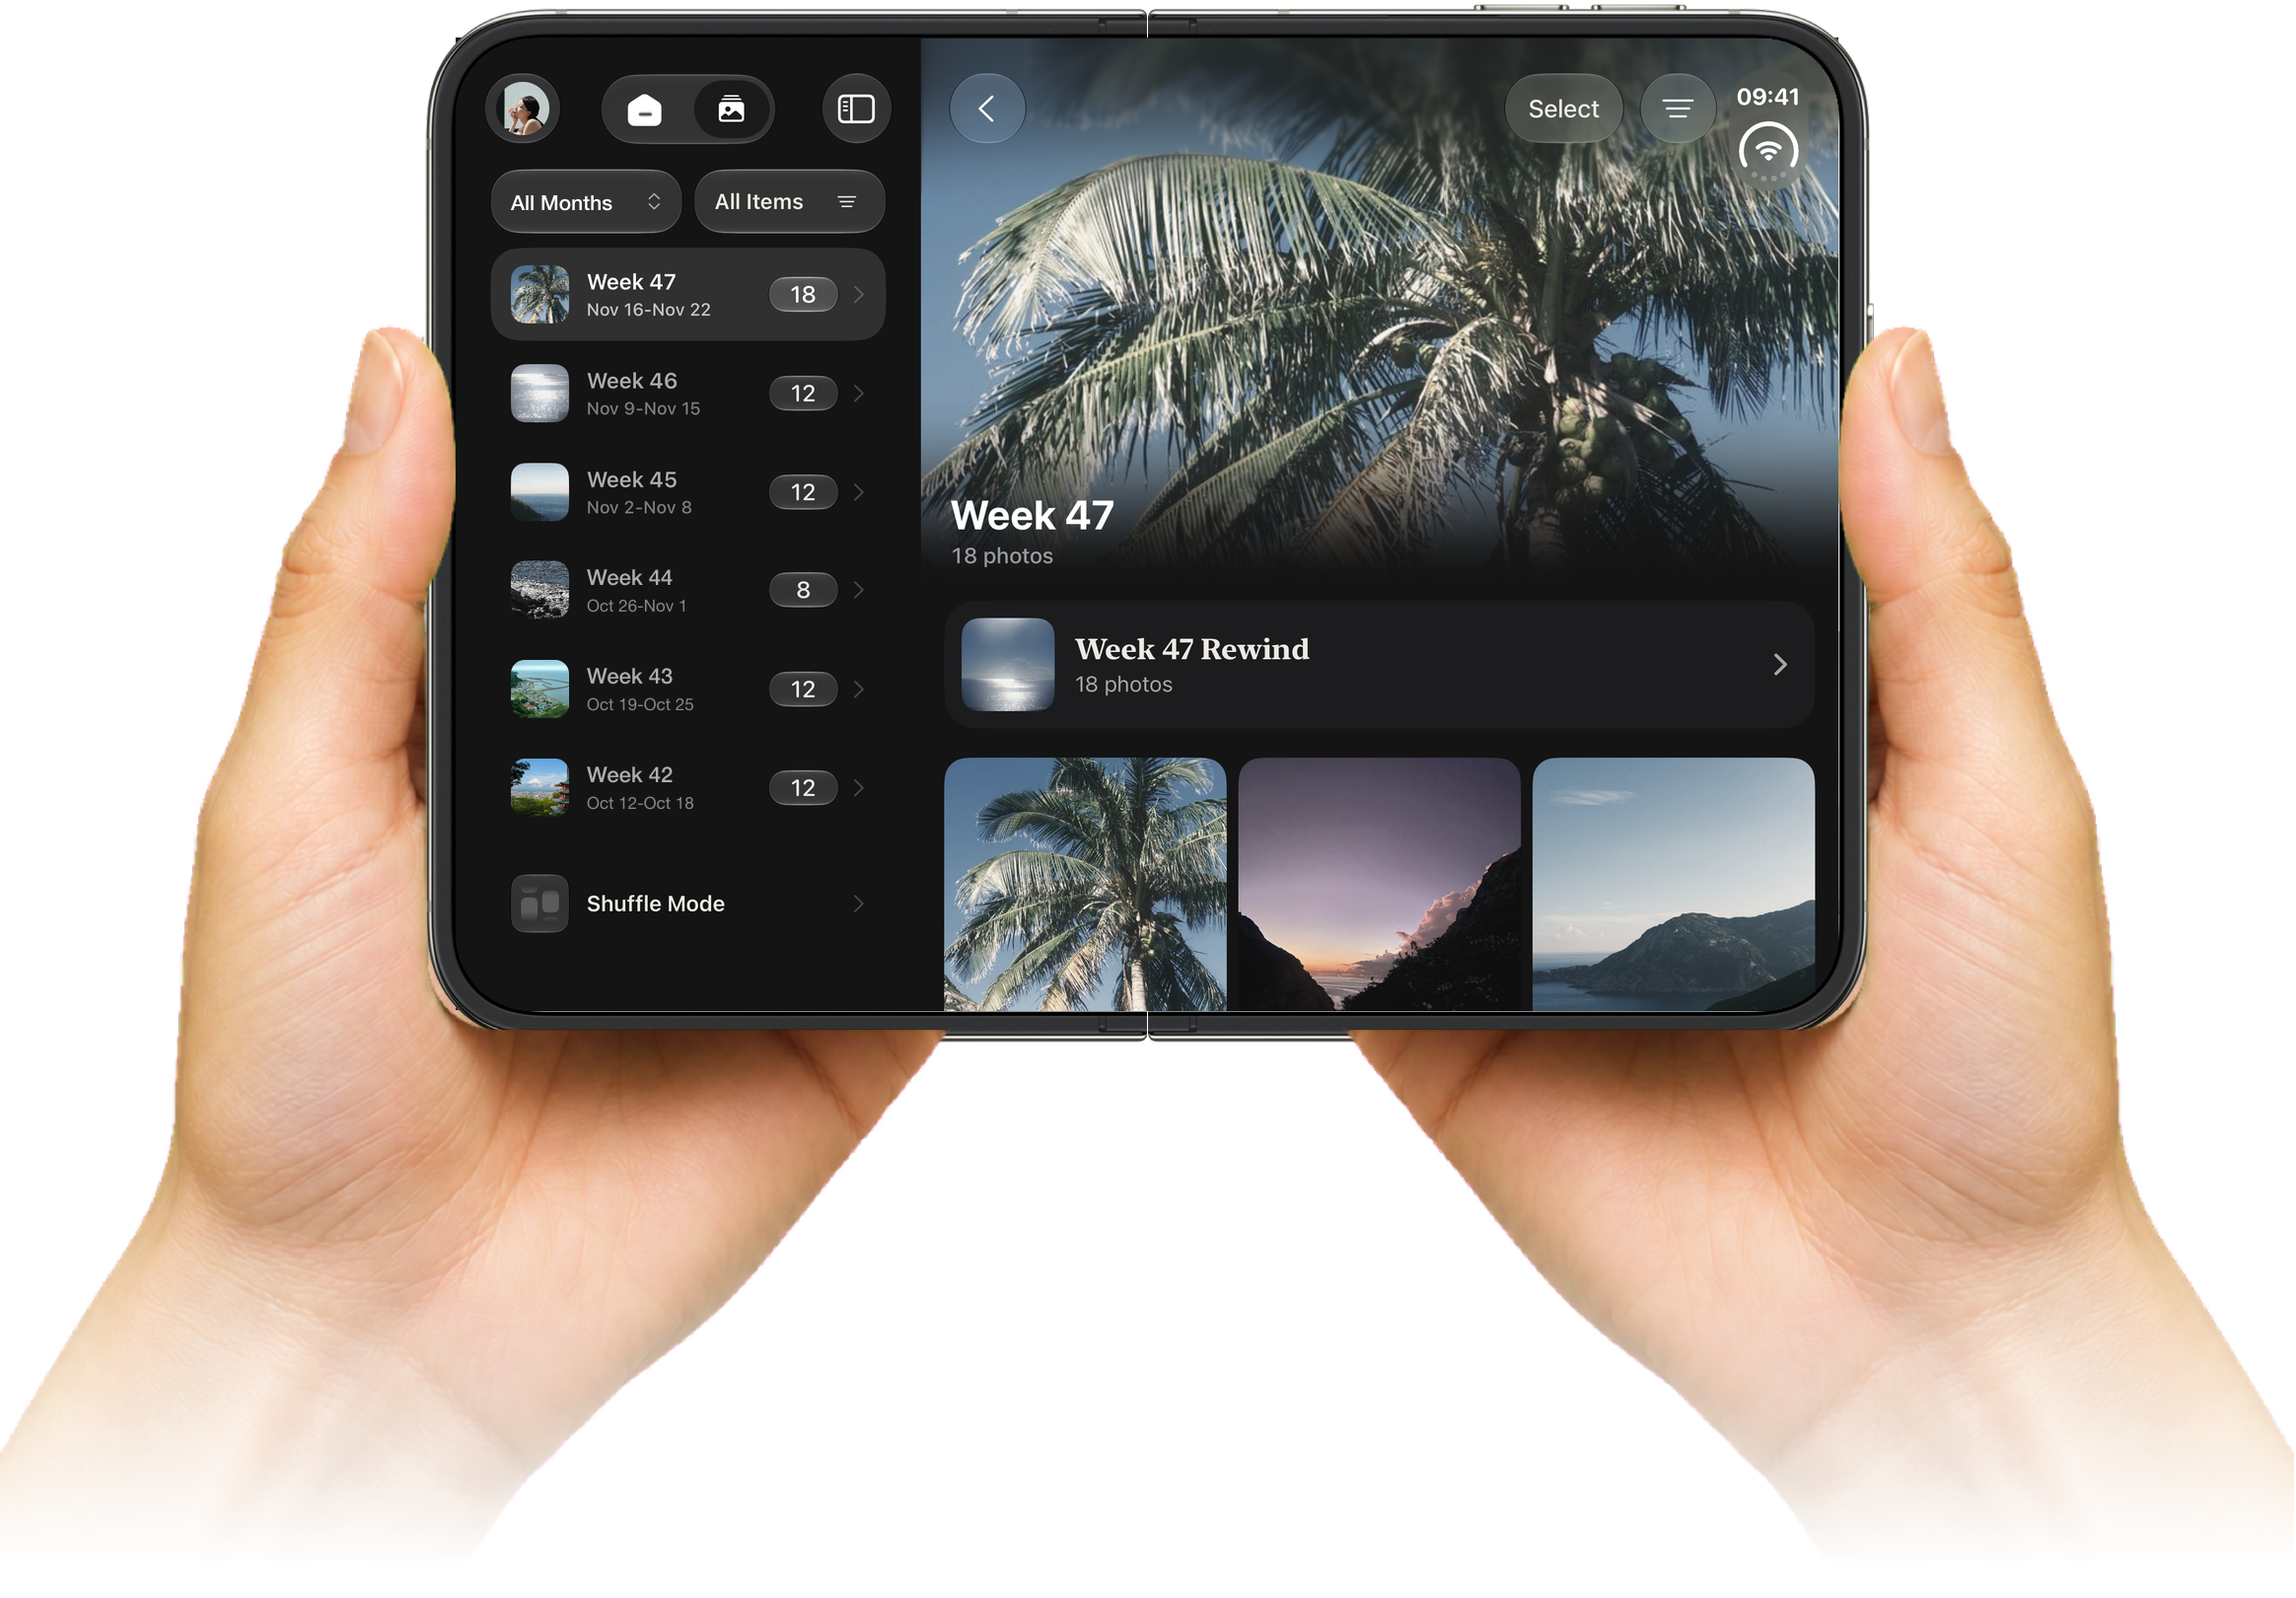 All Months
All Items
Week 47
Nov 16-Nov 22
18
Week 46
Nov 9-Nov 15
12
Week 45
Nov 2-Nov 8
12
Week 44
Oct 26-Nov 1
8
Week 43
Oct 19-Oct 25
12
Week 42
Oct 12-Oct 18
12
Shuffle Mode
Select
09:41
Week 47
18 photos
Week 47 Rewind
18 photos